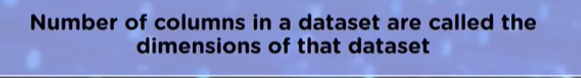 Number of columns in a dataset are called the
dimensions of that dataset